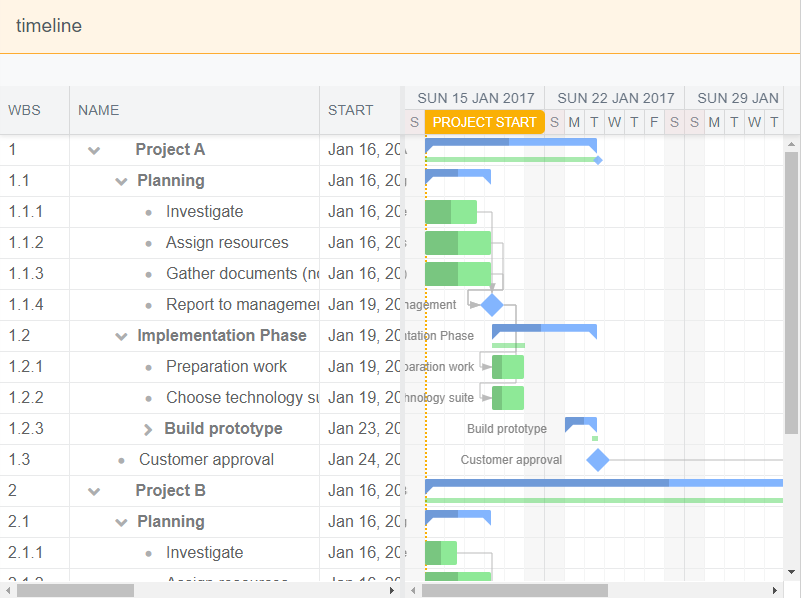 timeline
WBS NAME START SUN 15 JAN 2017 SUN 22 JAN 2017 SUN 29 JAN
S PROJECT START S M T W T F S S M T W T
1 Project A Jan 16, 20
1.1 Planning Jan 16, 20
1.1.1 Investigate Jan 16, 20
1.1.2 Assign resources Jan 16, 20
1.1.3 Gather documents (no Jan 16, 20
1.1.4 Report to managemer Jan 19, 20 nagement
1.2 Implementation Phase Jan 19, 20 ntation Phase
1.2.1 Preparation work Jan 19, 20 paration work
1.2.2 Choose technology su Jan 19, 20 hnology suite
1.2.3 Build prototype Jan 23, 20 Build prototype
1.3 Customer approval Jan 24, 20 Customer approval
2 Project B Jan 16, 20
2.1 Planning Jan 16, 20
2.1.1 Investigate Jan 16, 20